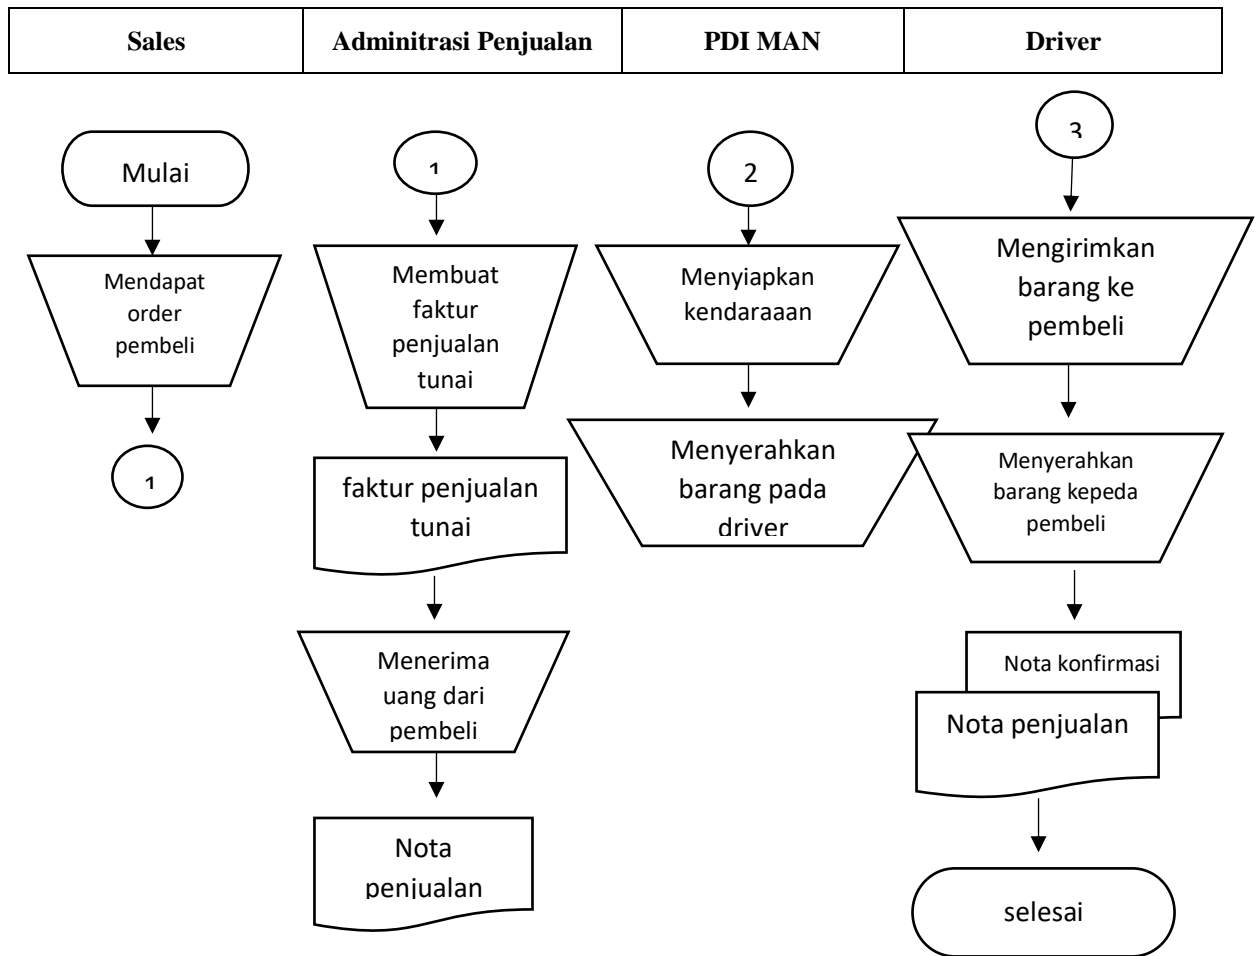 Sales
Adminitrasi Penjualan
PDI MAN
Driver
Mulai
Mendapat
order
pembeli
1
1
Membuat
faktur
penjualan
tunai
faktur penjualan
tunai
Menerima
uang dari
pembeli
Nota
penjualan
2
Menyiapkan
kendaraaan
Menyerahkan
barang pada
driver
3
Mengirimkan
barang ke
pembeli
Menyerahkan
barang kepeda
pembeli
Nota konfirmasi
Nota penjualan
selesai